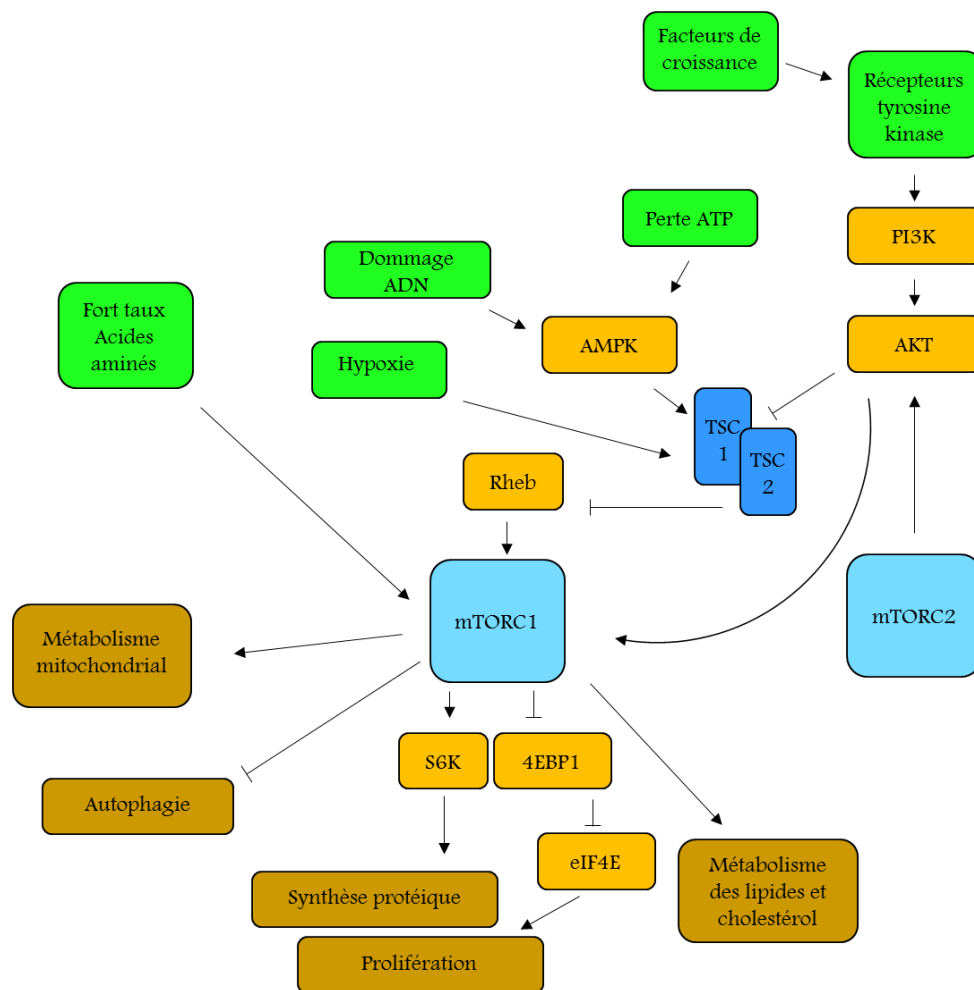 Facteurs de
croissance
Récepteurs
tyrosine
kinase
Perte ATP
PI3K
Dommage
ADN
Fort taux
Acides
aminés
Hypoxie
AMPK
AKT
TSC
1
TSC
2
Rheb
mTORC1
mTORC2
Métabolisme
mitochondrial
S6K
4EBP1
Autophagie
eIF4E
Métabolisme
des lipides et
cholestérol
Synthèse protéique
Prolifération